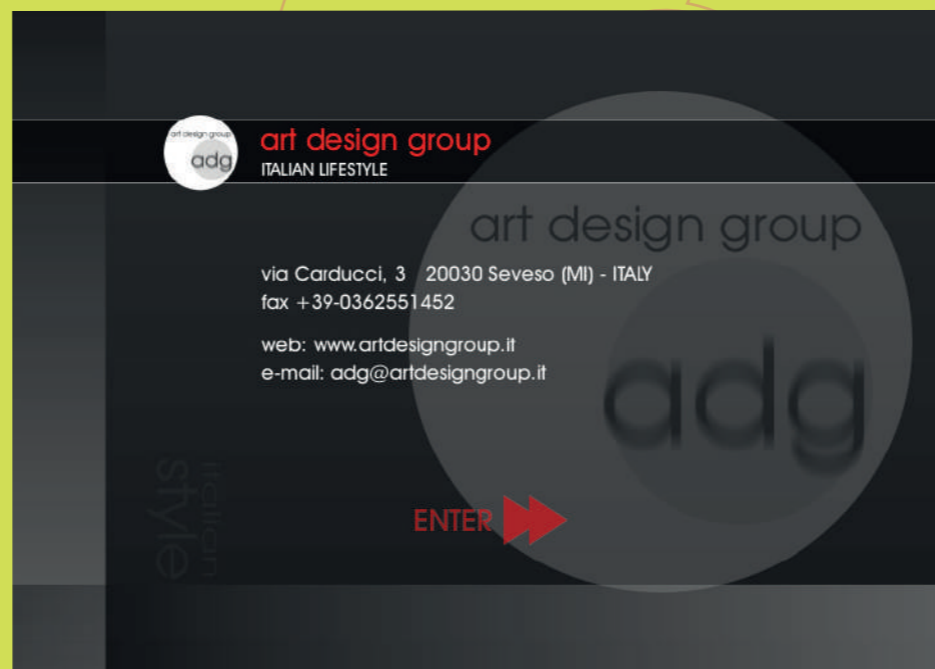 art design group
adg
art design group
ITALIAN LIFESTYLE
art design group
via Carducci, 3   20030 Seveso (MI) - ITALY
fax +39-0362551452
web: www.artdesigngroup.it
e-mail: adg@artdesigngroup.it
adg
italian
style
ENTER